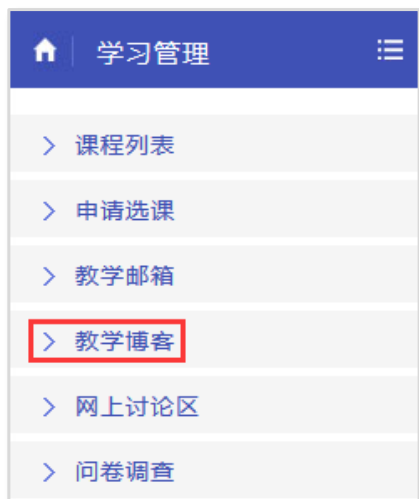 学习管理
课程列表
申请选课
教学邮箱
教学博客
网上讨论区
问卷调查